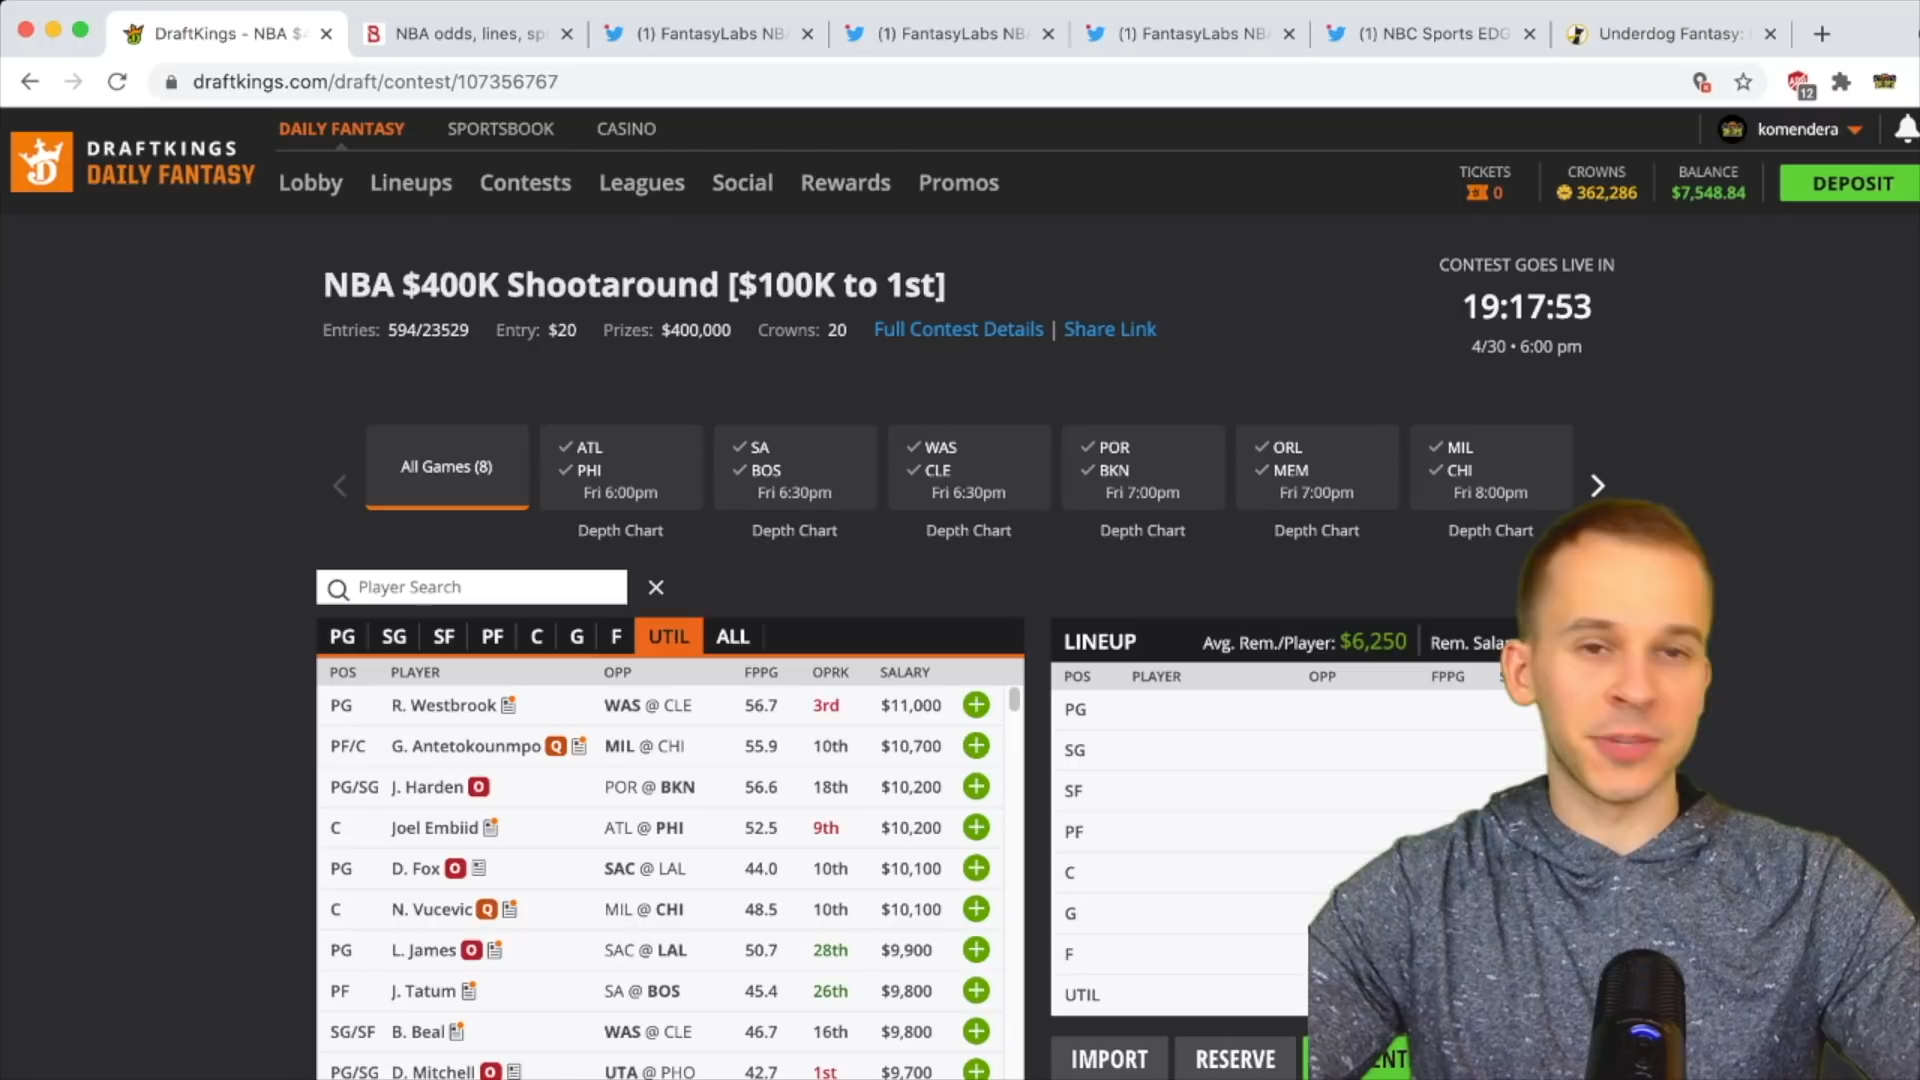 DraftKings - NBA $4
NBA odds, lines, sp
(1) FantasyLabs NB
(1) FantasyLabs NB
(1) FantasyLabs NB
(1) NBC Sports EDG
Underdog Fantasy:
draftkings.com/draft/contest/107356767
12
DRAFTKINGS
DAILY FANTASY
DAILY FANTASY SPORTSBOOK CASINO
komendera
Lobby Lineups Contests Leagues Social Rewards Promos
TICKETS
0
CROWNS
362,286
BALANCE
$7,548.84
DEPOSIT
NBA $400K Shootaround [$100K to 1st]
Entries: 594/23529 Entry: $20 Prizes: $400,000 Crowns: 20 Full Contest Details | Share Link
CONTEST GOES LIVE IN
19:17:53
4/30 • 6:00 pm
All Games (8)
ATL
PHI
Fri 6:00pm
Depth Chart
SA
BOS
Fri 6:30pm
Depth Chart
WAS
CLE
Fri 6:30pm
Depth Chart
POR
BKN
Fri 7:00pm
Depth Chart
ORL
MEM
Fri 7:00pm
Depth Chart
MIL
CHI
Fri 8:00pm
Depth Chart
Player Search
PG SG SF PF C G F UTIL ALL
POS PLAYER OPP FPPG OPRK SALARY
PG R. Westbrook WAS @ CLE 56.7 3rd $11,000
PF/C G. Antetokounmpo Q MIL @ CHI 55.9 10th $10,700
PG/SG J. Harden O POR @ BKN 56.6 18th $10,200
C Joel Embiid ATL @ PHI 52.5 9th $10,200
PG D. Fox O SAC @ LAL 44.0 10th $10,100
C N. Vucevic Q MIL @ CHI 48.5 10th $10,100
PG L. James O SAC @ LAL 50.7 28th $9,900
PF J. Tatum SA @ BOS 45.4 26th $9,800
SG/SF B. Beal WAS @ CLE 46.7 16th $9,800
PG/SG D. Mitchell O UTA @ PHO 42.7 1st $9,700
LINEUP Avg. Rem./Player: $6,250 Rem. Salar
POS PLAYER OPP FPPG
PG
SG
SF
PF
C
G
F
UTIL
IMPORT RESERVE